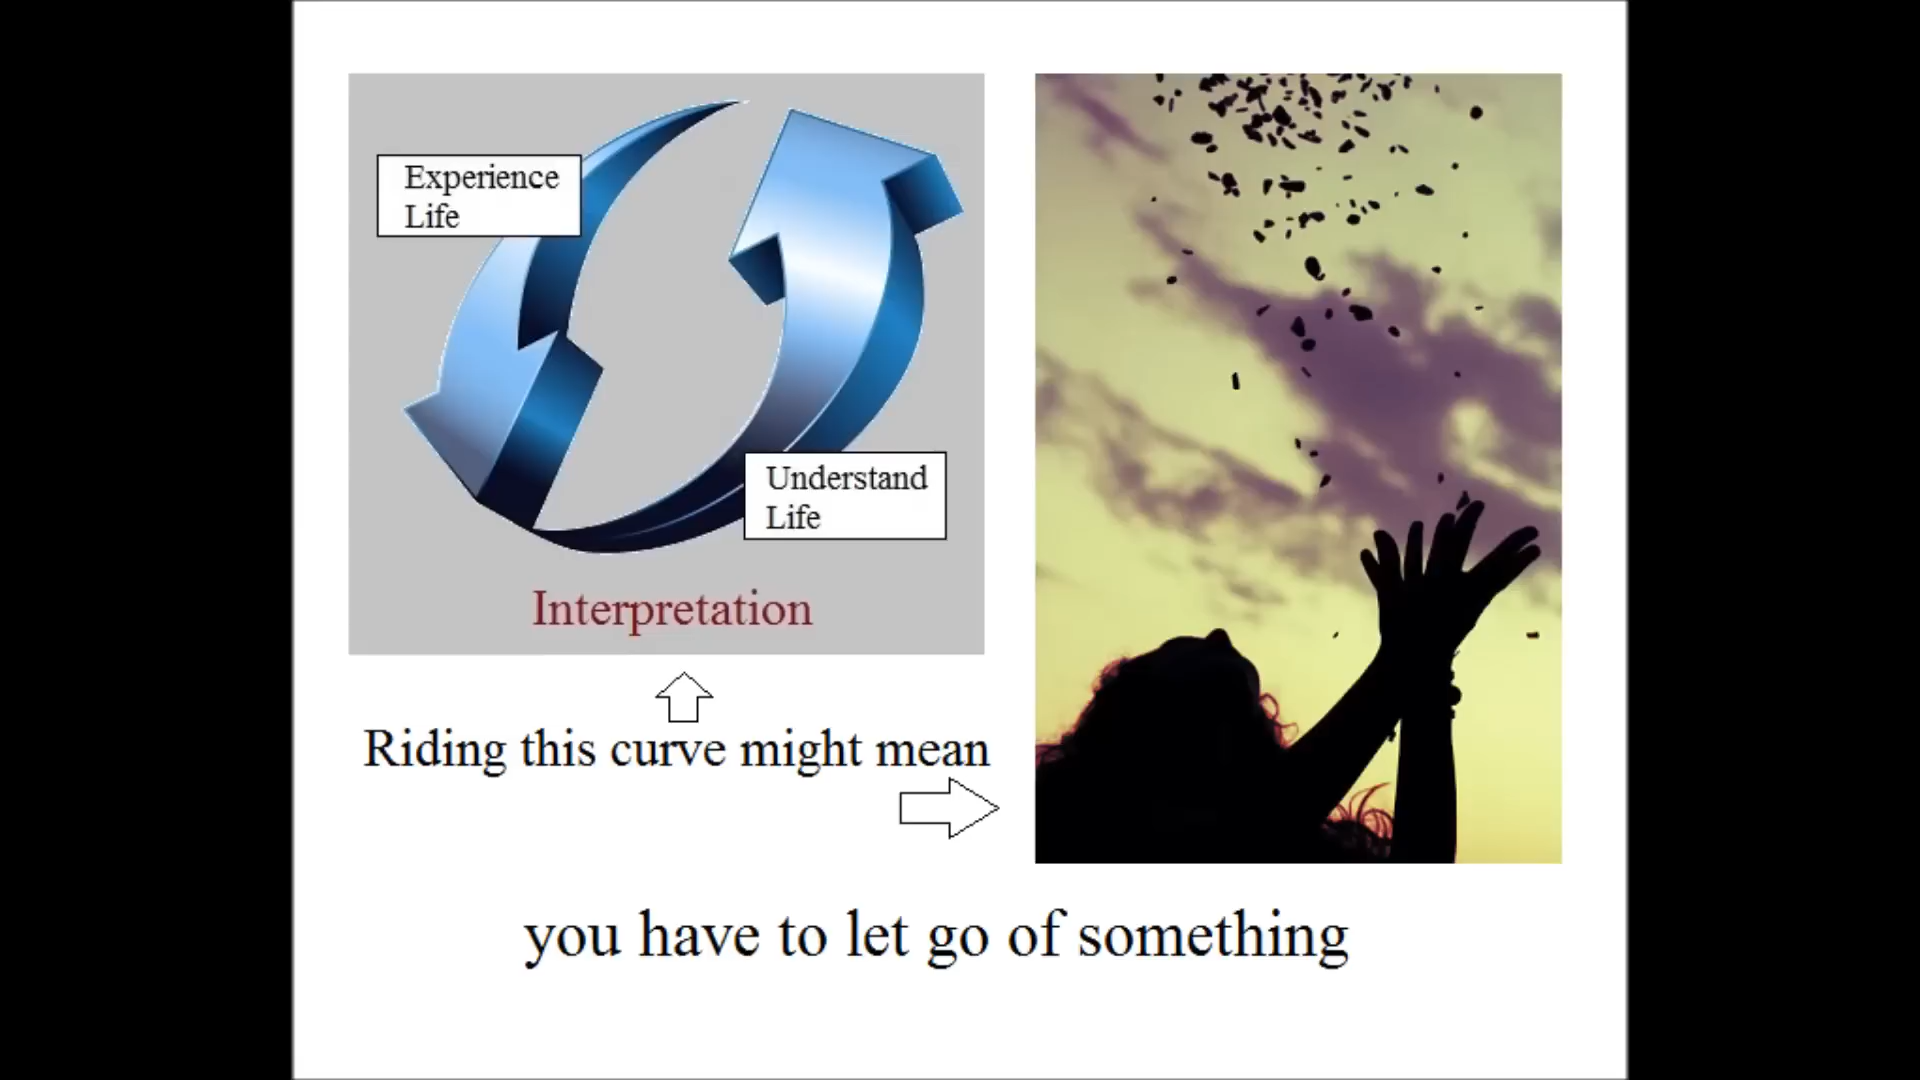 Experience
Life
Understand
Life
Interpretation
Riding this curve might mean
you have to let go of something